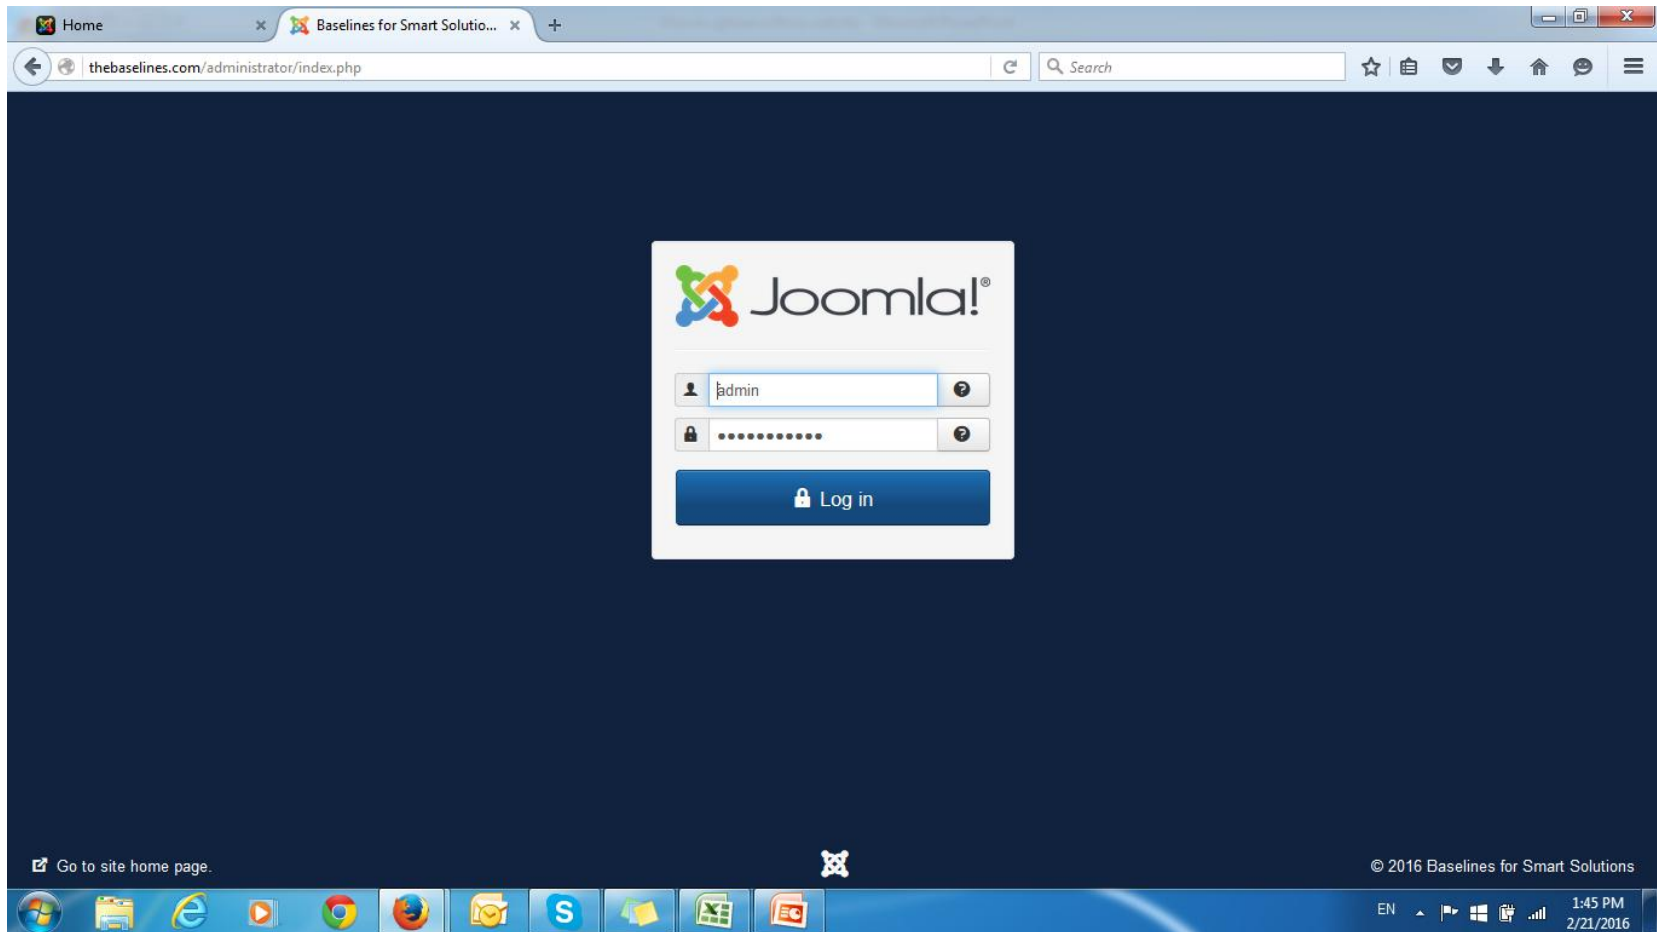 Home
Baselines for Smart Solutio...
thebaselines.com/administrator/index.php
Search
Joomla!®
admin
•••••••••••
Log in
Go to site home page.
© 2016 Baselines for Smart Solutions
EN
1:45 PM
2/21/2016